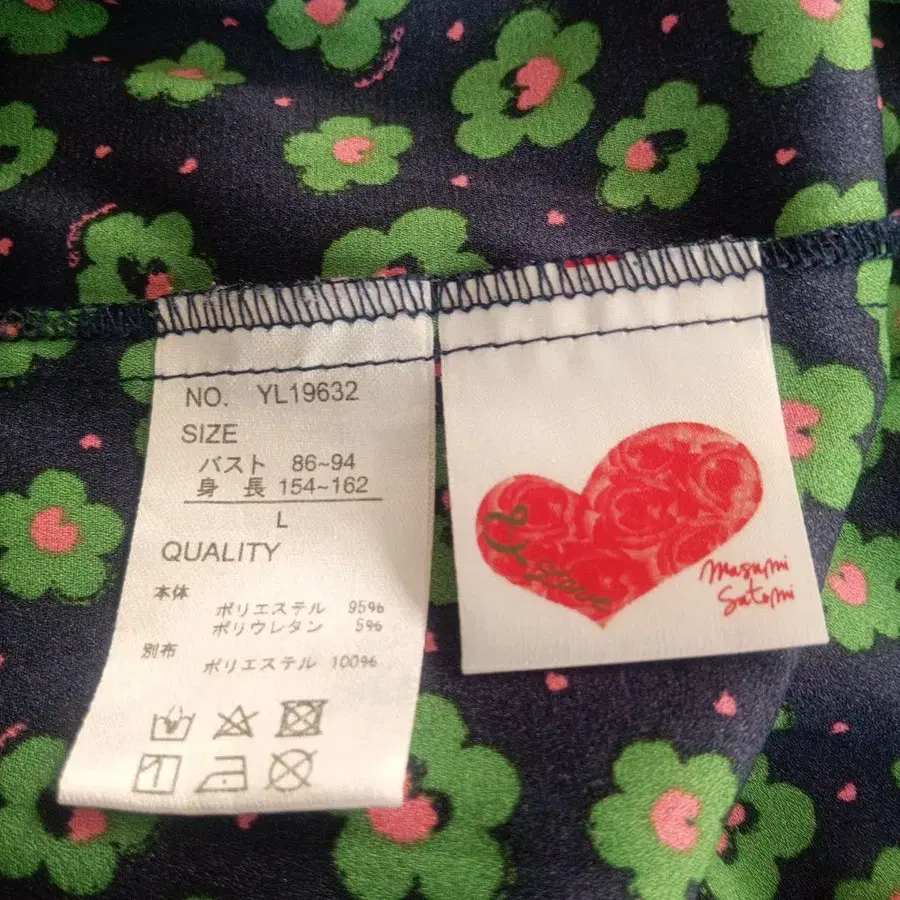 NO. YL19632
SIZE
バスト 86~94
身 長 154~162
L
QUALITY
本体
ポリエステル 95%
ポリウレタン 5%
別布
ポリエステル 100%
Masumi
Satomi